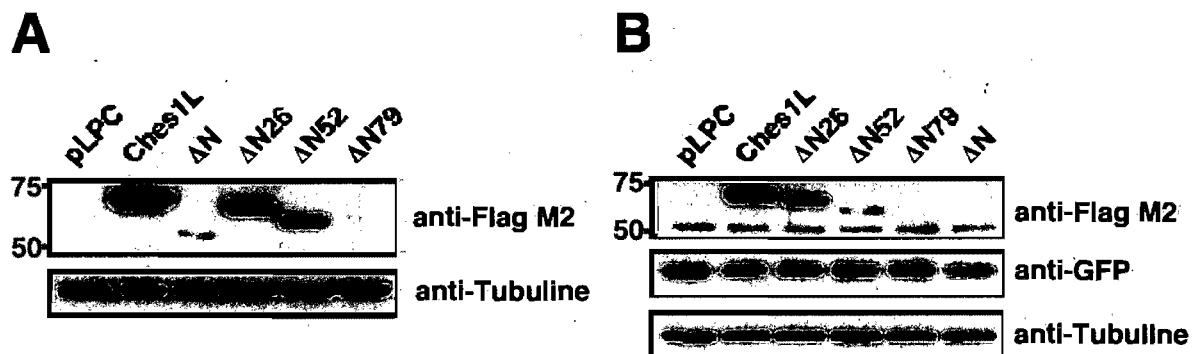 A
pLPC Ches1L ΔN ΔN26 ΔN52 ΔN79
75
50
anti-Flag M2
anti-Tubuline
B
pLPC Ches1L ΔN26 ΔN52 ΔN79 ΔN
75
50
anti-Flag M2
anti-GFP
anti-Tubuline